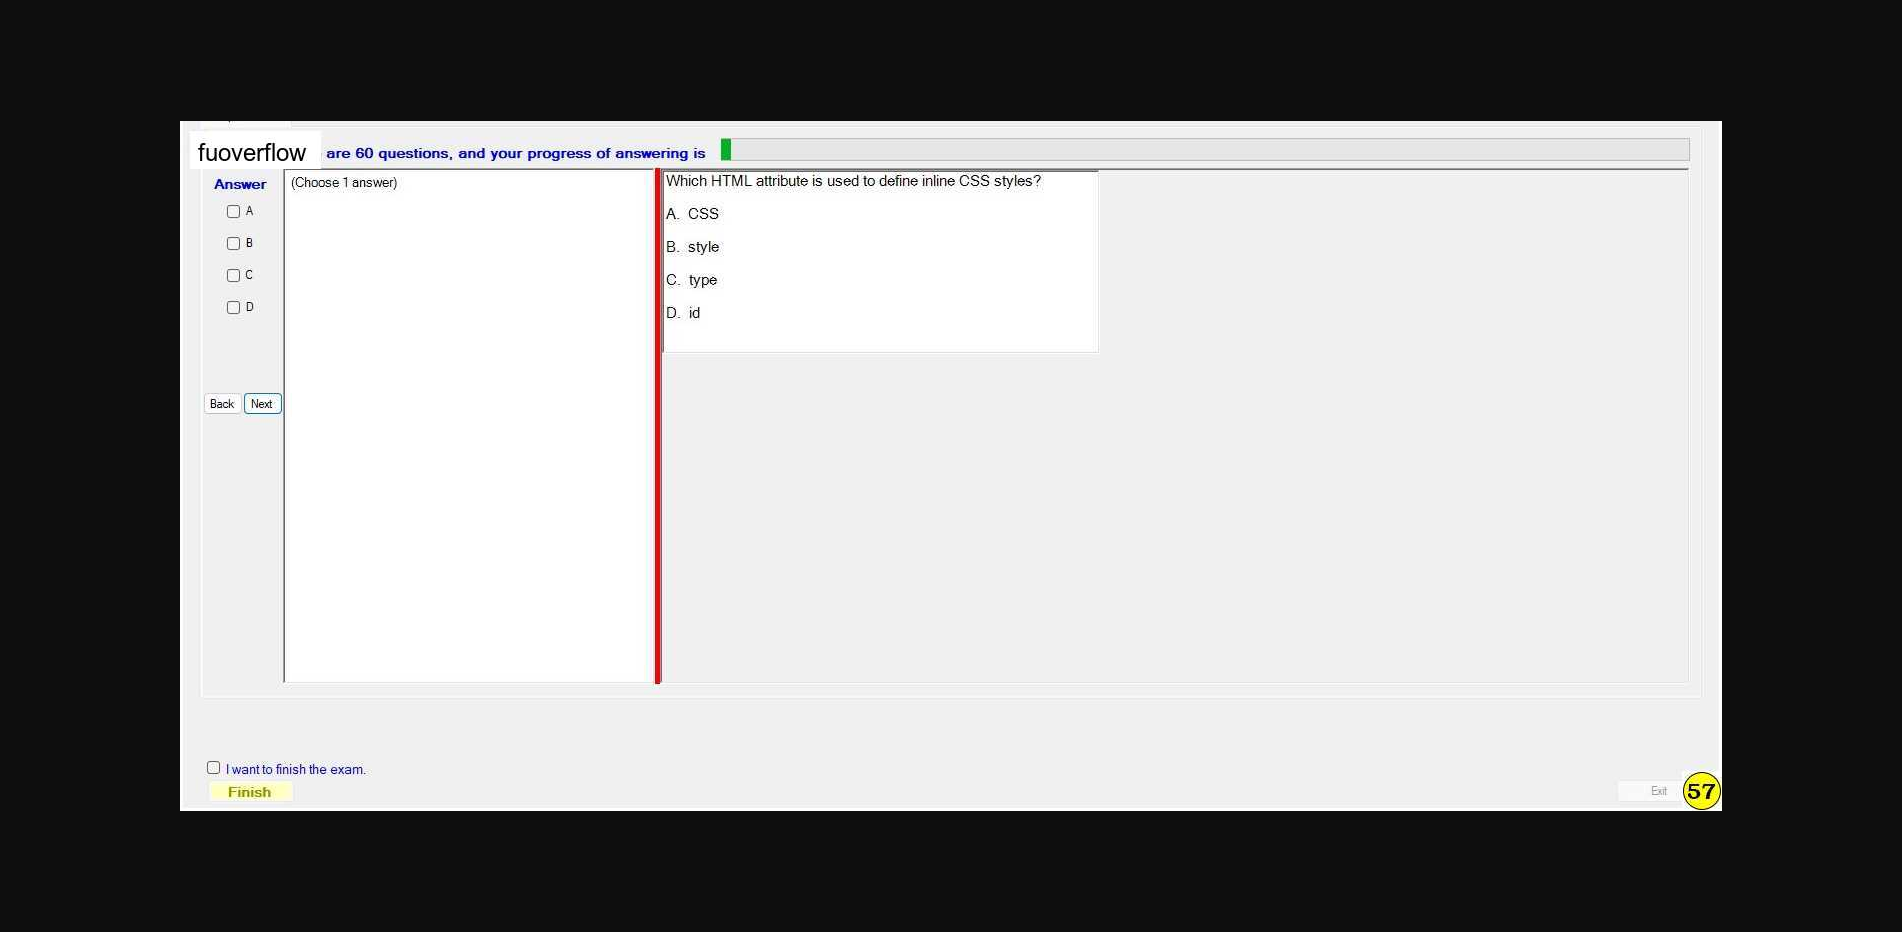 fuoverflow are 60 questions, and your progress of answering is
Answer
A
B
C
D
Back Next
(Choose 1 answer)
Which HTML attribute is used to define inline CSS styles?
A. CSS
B. style
C. type
D. id
I want to finish the exam.
Finish
Exit
57